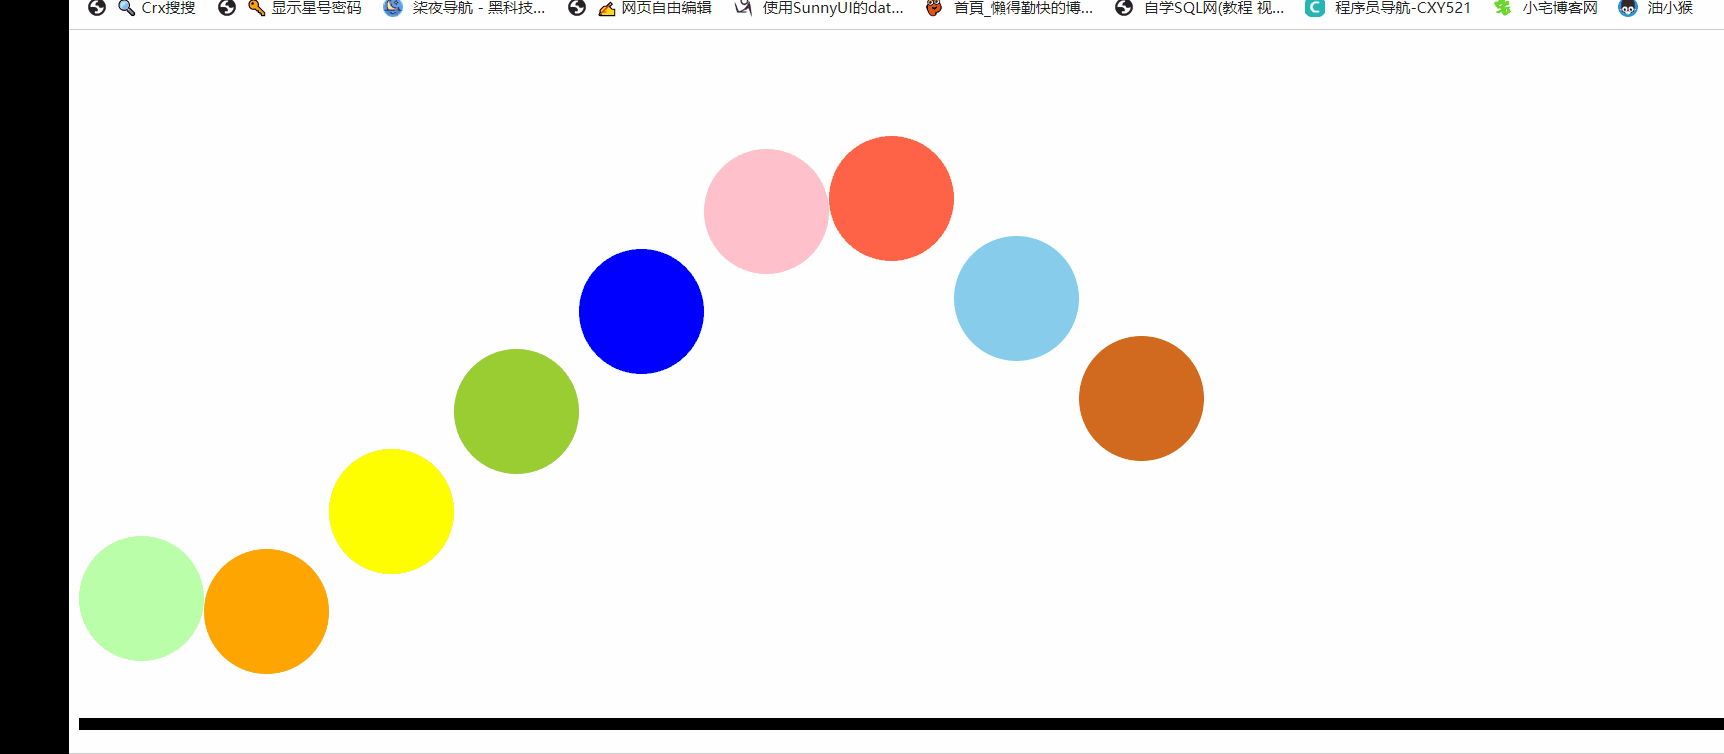 Crx搜搜 显示星号密码 柒夜导航 - 黑科技... 网页自由编辑 使用SunnyUI的dat... 首頁_懶得勤快的博... 自学SQL网(教程 视... 程序员导航-CXY521 小宅博客网 油小猴